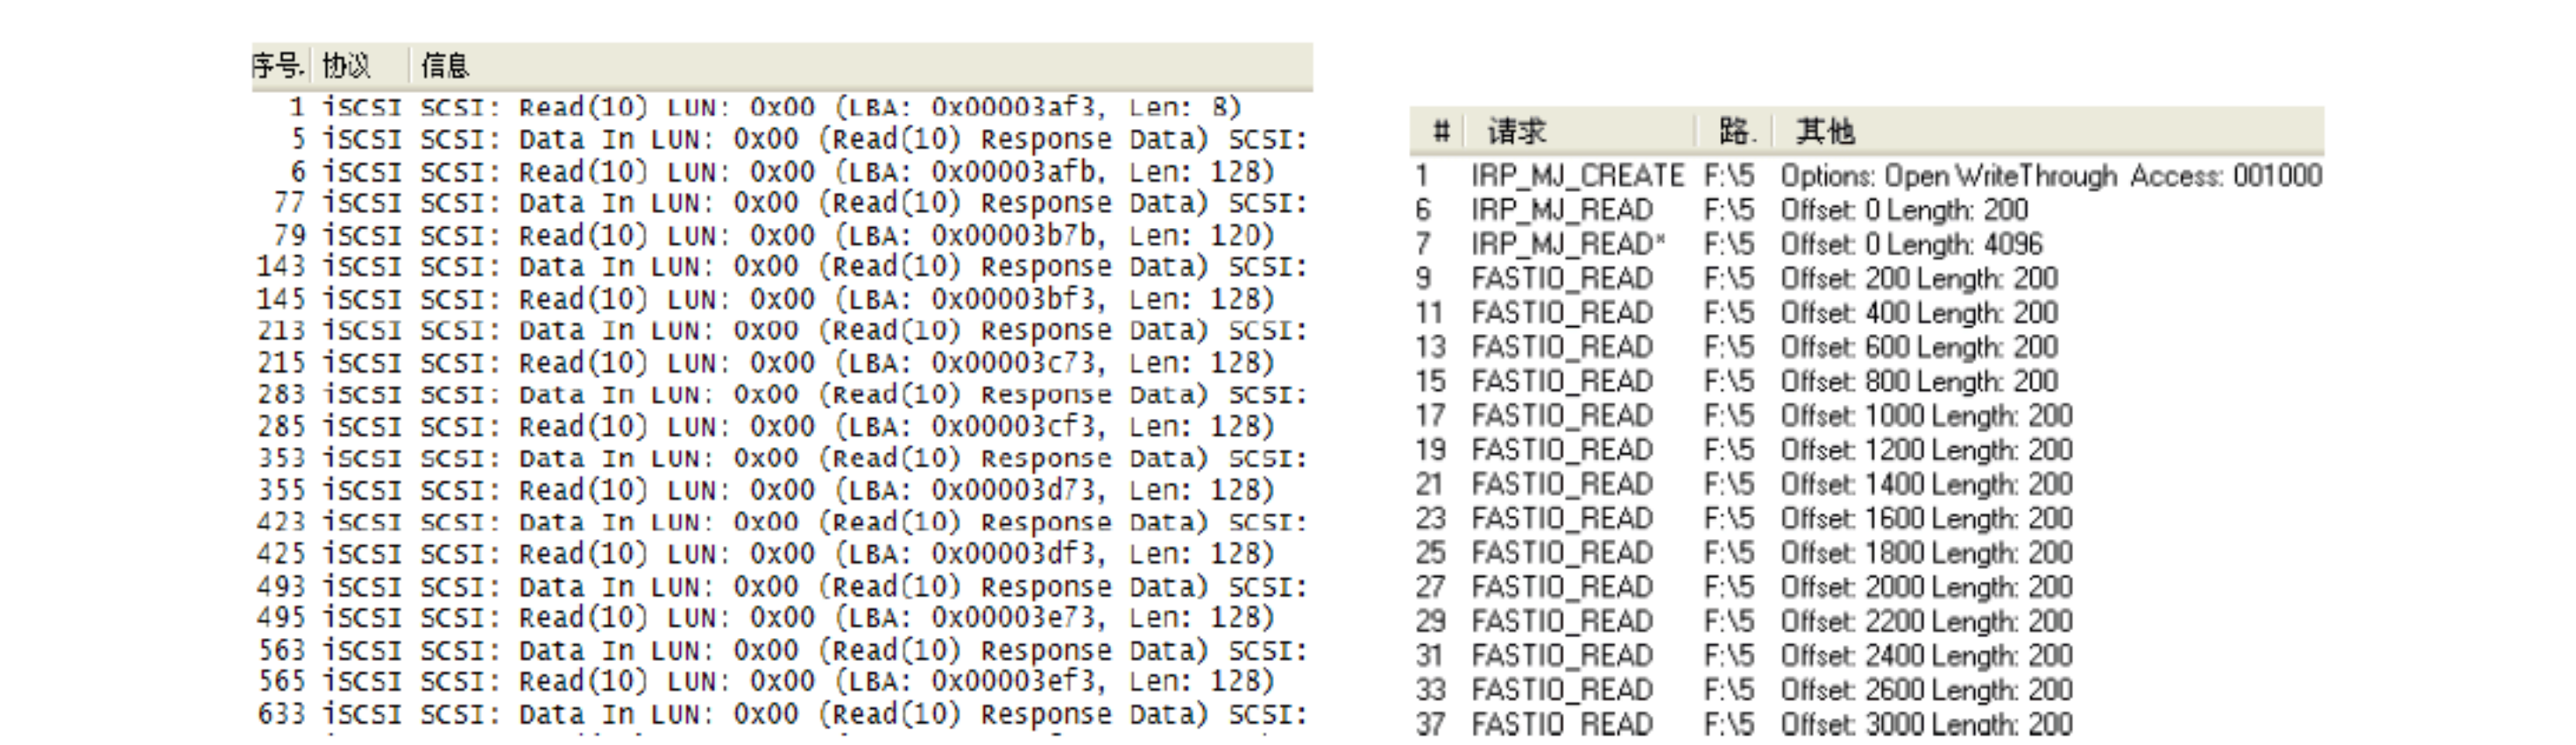 序号. 协议 信息
1 iSCSI SCSI: Read(10) LUN: 0x00 (LBA: 0x00003af3, Len: 8)
5 iSCSI SCSI: Data In LUN: 0x00 (Read(10) Response Data) SCSI:
6 iSCSI SCSI: Read(10) LUN: 0x00 (LBA: 0x00003afb, Len: 128)
77 iSCSI SCSI: Data In LUN: 0x00 (Read(10) Response Data) SCSI:
79 iSCSI SCSI: Read(10) LUN: 0x00 (LBA: 0x00003b7b, Len: 120)
143 iSCSI SCSI: Data In LUN: 0x00 (Read(10) Response Data) SCSI:
145 iSCSI SCSI: Read(10) LUN: 0x00 (LBA: 0x00003bf3, Len: 128)
213 iSCSI SCSI: Data In LUN: 0x00 (Read(10) Response Data) SCSI:
215 iSCSI SCSI: Read(10) LUN: 0x00 (LBA: 0x00003c73, Len: 128)
283 iSCSI SCSI: Data In LUN: 0x00 (Read(10) Response Data) SCSI:
285 iSCSI SCSI: Read(10) LUN: 0x00 (LBA: 0x00003cf3, Len: 128)
353 iSCSI SCSI: Data In LUN: 0x00 (Read(10) Response Data) SCSI:
355 iSCSI SCSI: Read(10) LUN: 0x00 (LBA: 0x00003d73, Len: 128)
423 iSCSI SCSI: Data In LUN: 0x00 (Read(10) Response Data) SCSI:
425 iSCSI SCSI: Read(10) LUN: 0x00 (LBA: 0x00003df3, Len: 128)
493 iSCSI SCSI: Data In LUN: 0x00 (Read(10) Response Data) SCSI:
495 iSCSI SCSI: Read(10) LUN: 0x00 (LBA: 0x00003e73, Len: 128)
563 iSCSI SCSI: Data In LUN: 0x00 (Read(10) Response Data) SCSI:
565 iSCSI SCSI: Read(10) LUN: 0x00 (LBA: 0x00003ef3, Len: 128)
633 iSCSI SCSI: Data In LUN: 0x00 (Read(10) Response Data) SCSI:
# 请求 路. 其他
1 IRP_MJ_CREATE F:\5 Options: Open WriteThrough Access: 001000
6 IRP_MJ_READ F:\5 Offset: 0 Length: 200
7 IRP_MJ_READ* F:\5 Offset: 0 Length: 4096
9 FASTIO_READ F:\5 Offset: 200 Length: 200
11 FASTIO_READ F:\5 Offset: 400 Length: 200
13 FASTIO_READ F:\5 Offset: 600 Length: 200
15 FASTIO_READ F:\5 Offset: 800 Length: 200
17 FASTIO_READ F:\5 Offset: 1000 Length: 200
19 FASTIO_READ F:\5 Offset: 1200 Length: 200
21 FASTIO_READ F:\5 Offset: 1400 Length: 200
23 FASTIO_READ F:\5 Offset: 1600 Length: 200
25 FASTIO_READ F:\5 Offset: 1800 Length: 200
27 FASTIO_READ F:\5 Offset: 2000 Length: 200
29 FASTIO_READ F:\5 Offset: 2200 Length: 200
31 FASTIO_READ F:\5 Offset: 2400 Length: 200
33 FASTIO_READ F:\5 Offset: 2600 Length: 200
37 FASTIO_READ F:\5 Offset: 3000 Length: 200